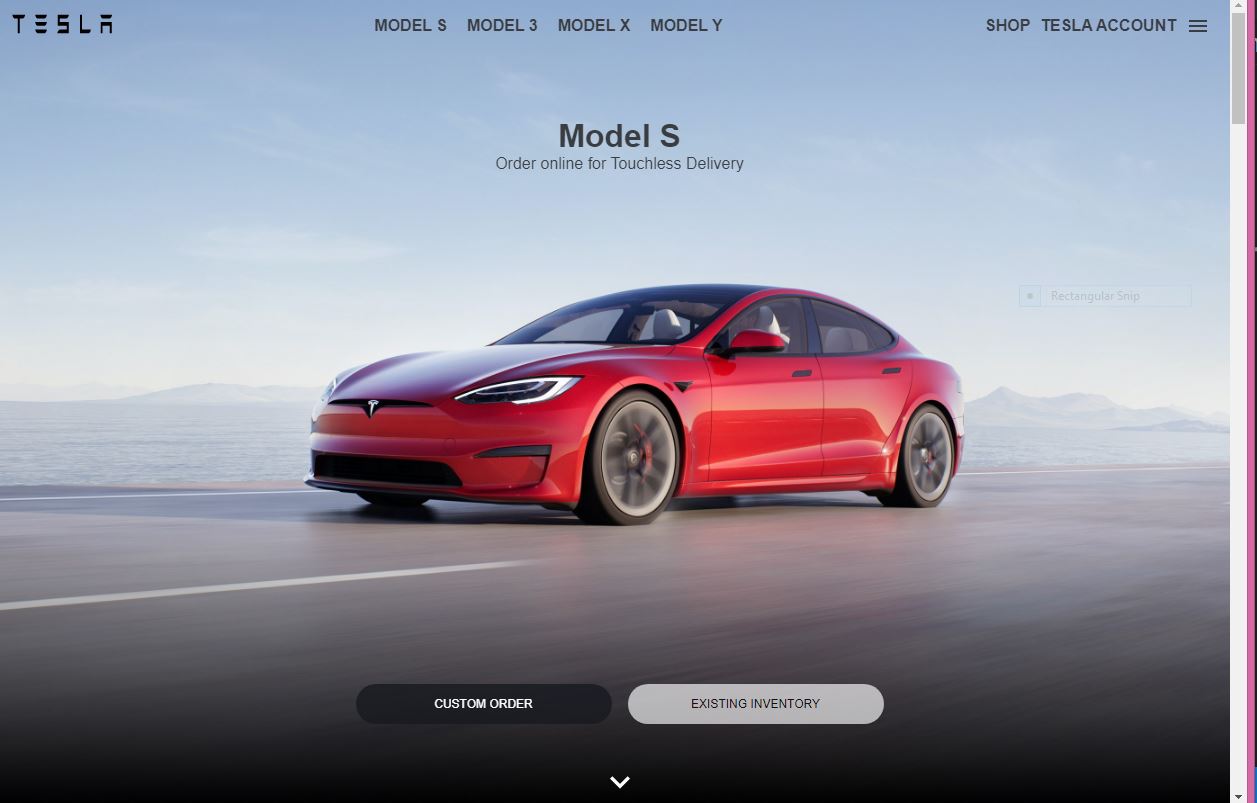 TESLA
MODEL S MODEL 3 MODEL X MODEL Y
SHOP TESLA ACCOUNT
Model S
Order online for Touchless Delivery
Rectangular Snip
CUSTOM ORDER
EXISTING INVENTORY